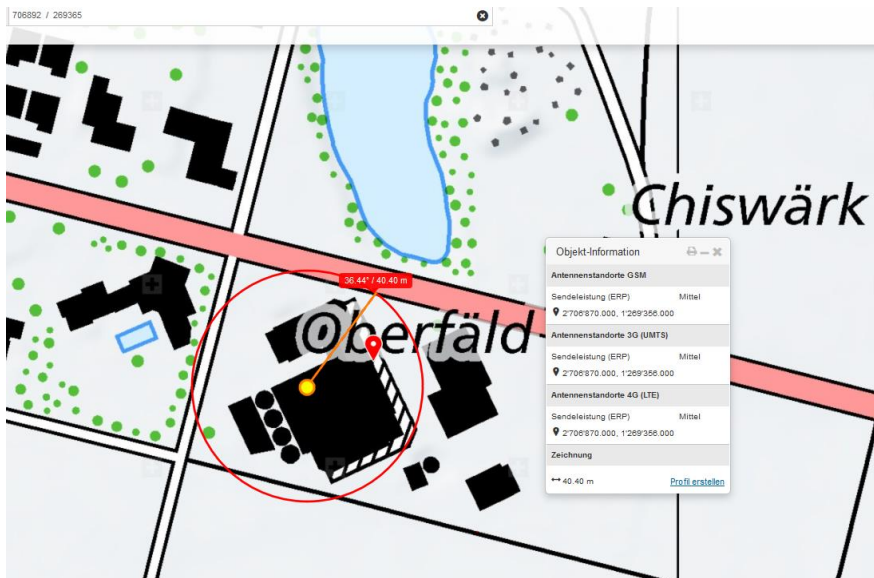 706892 / 269365
Chiswärk
Objekt-Information
Antennenstandorte GSM
Sendeleistung (ERP) Mittel
2'706'870.000, 1'269'356.000
Antennenstandorte 3G (UMTS)
Sendeleistung (ERP) Mittel
2'706'870.000, 1'269'356.000
Antennenstandorte 4G (LTE)
Sendeleistung (ERP) Mittel
2'706'870.000, 1'269'356.000
Zeichnung
40.40 m Profil erstellen
36.44° / 40.40 m
Oberfäld